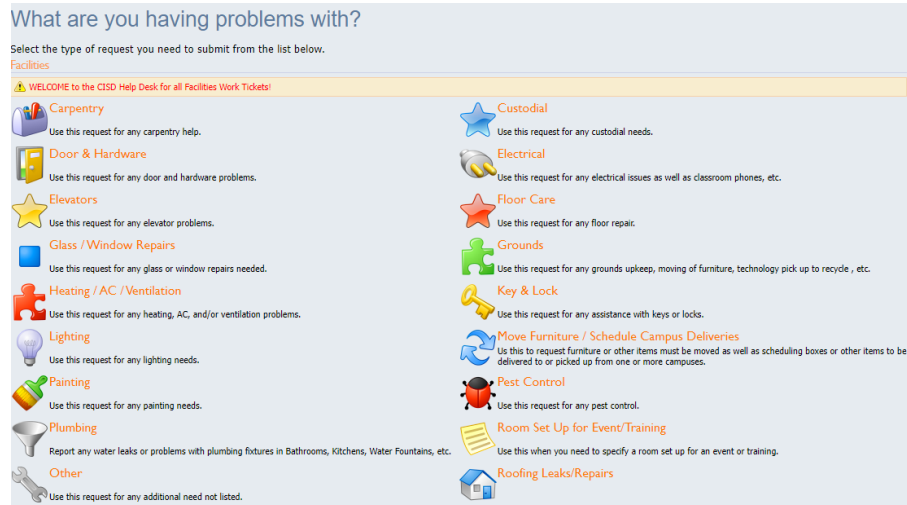 What are you having problems with?
Select the type of request you need to submit from the list below.
Facilities
WELCOME to the CISD Help Desk for all Facilities Work Tickets!
Carpentry
Use this request for any carpentry help.
Custodial
Use this request for any custodial needs.
Door & Hardware
Use this request for any door and hardware problems.
Electrical
Use this request for any electrical issues as well as classroom phones, etc.
Elevators
Use this request for any elevator problems.
Floor Care
Use this request for any floor repair.
Glass / Window Repairs
Use this request for any glass or window repairs needed.
Grounds
Use this request for any grounds upkeep, moving of furniture, technology pick up to recycle , etc.
Heating / AC / Ventilation
Use this request for any heating, AC, and/or ventilation problems.
Key & Lock
Use this request for any assistance with keys or locks.
Lighting
Use this request for any lighting needs.
Move Furniture / Schedule Campus Deliveries
Us this to request furniture or other items must be moved as well as scheduling boxes or other items to be
delivered to or picked up from one or more campuses.
Painting
Use this request for any painting needs.
Pest Control
Use this request for any pest control.
Plumbing
Report any water leaks or problems with plumbing fixtures in Bathrooms, Kitchens, Water Fountains, etc.
Room Set Up for Event/Training
Use this when you need to specify a room set up for an event or training.
Other
Use this request for any additional need not listed.
Roofing Leaks/Repairs